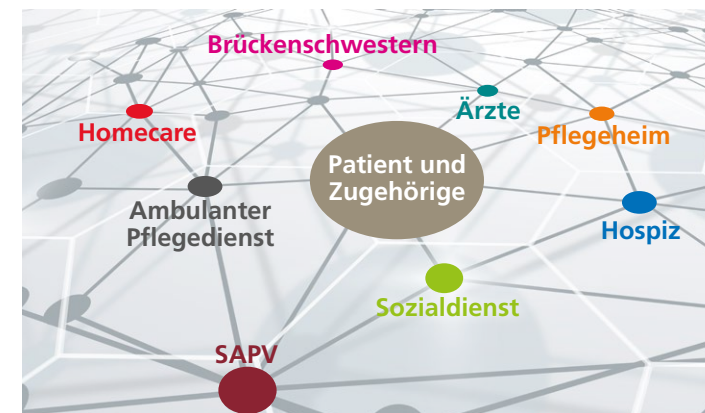 Brückenschwestern
Ärzte
Homecare
Pflegeheim
Patient und
Zugehörige
Ambulanter
Pflegedienst
Hospiz
Sozialdienst
SAPV